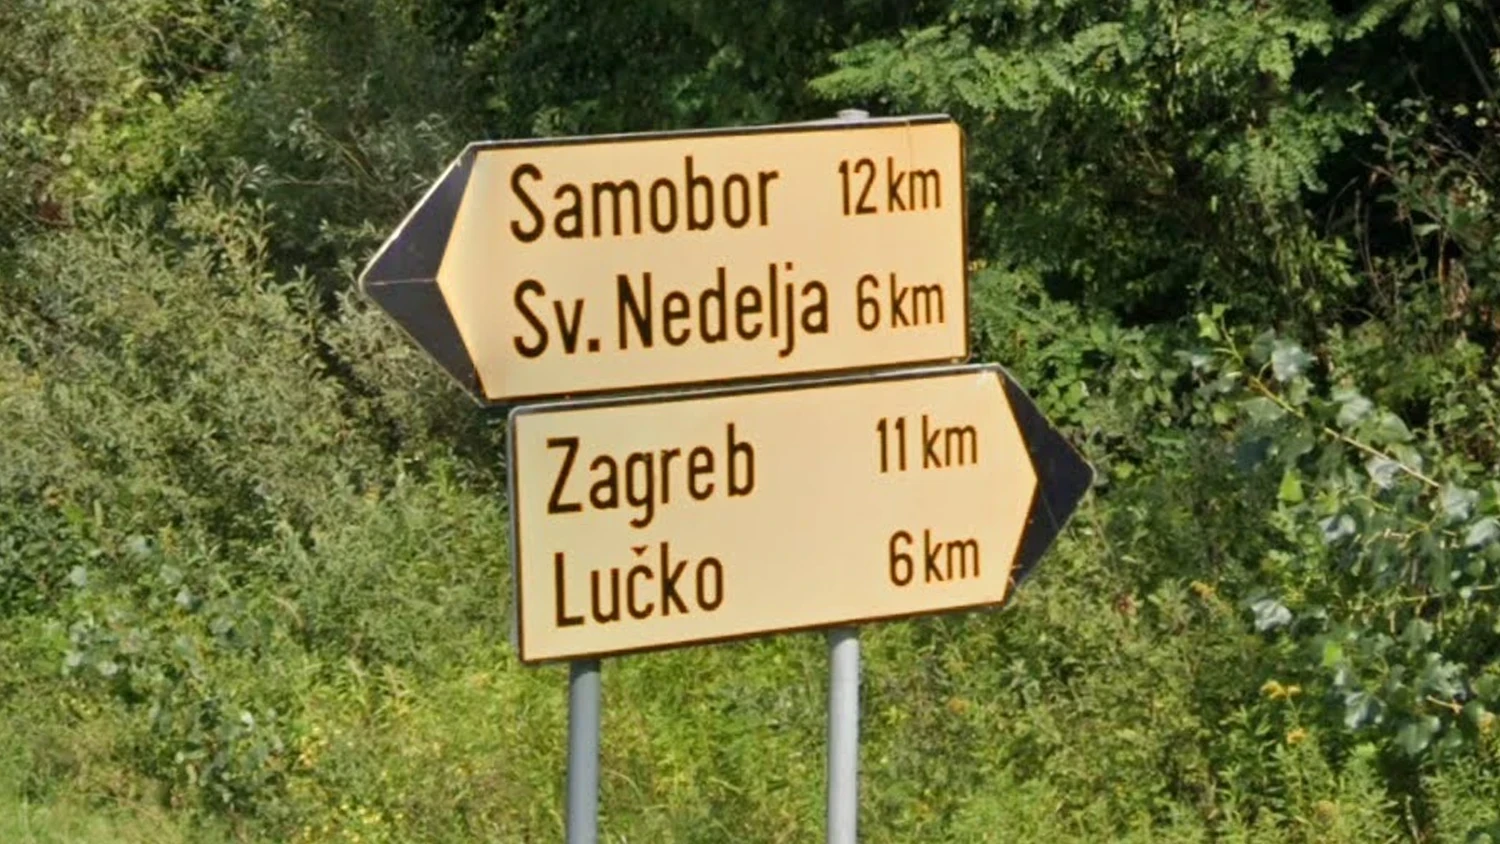 Samobor 12 km
Sv. Nedelja 6 km
Zagreb 11 km
Lučko 6 km